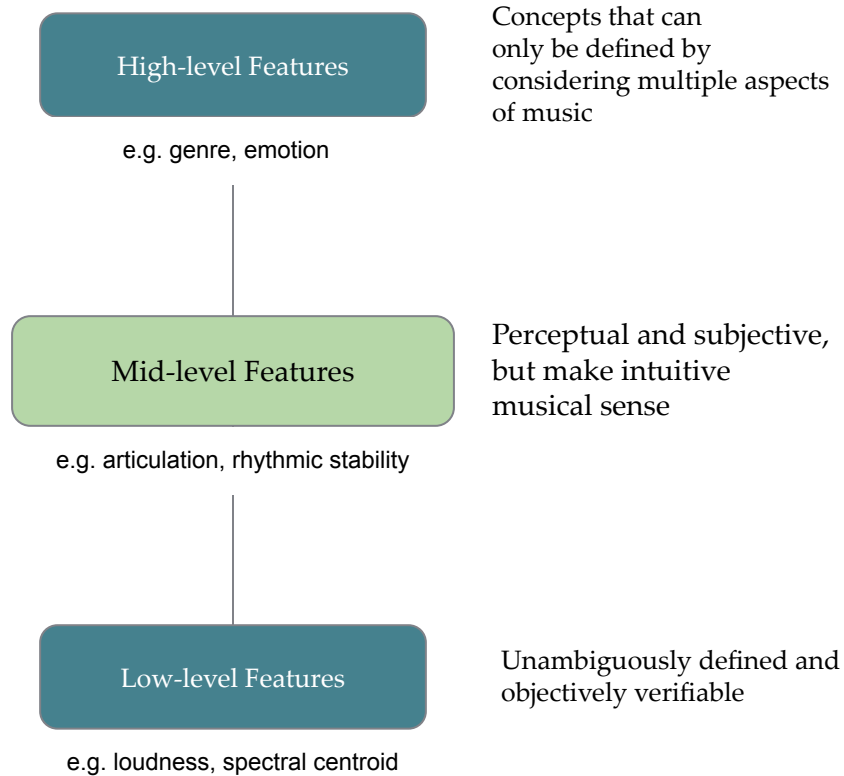 High-level Features
Concepts that can
only be defined by
considering multiple aspects
of music
e.g. genre, emotion
Mid-level Features
Perceptual and subjective,
but make intuitive
musical sense
e.g. articulation, rhythmic stability
Low-level Features
Unambiguously defined and
objectively verifiable
e.g. loudness, spectral centroid